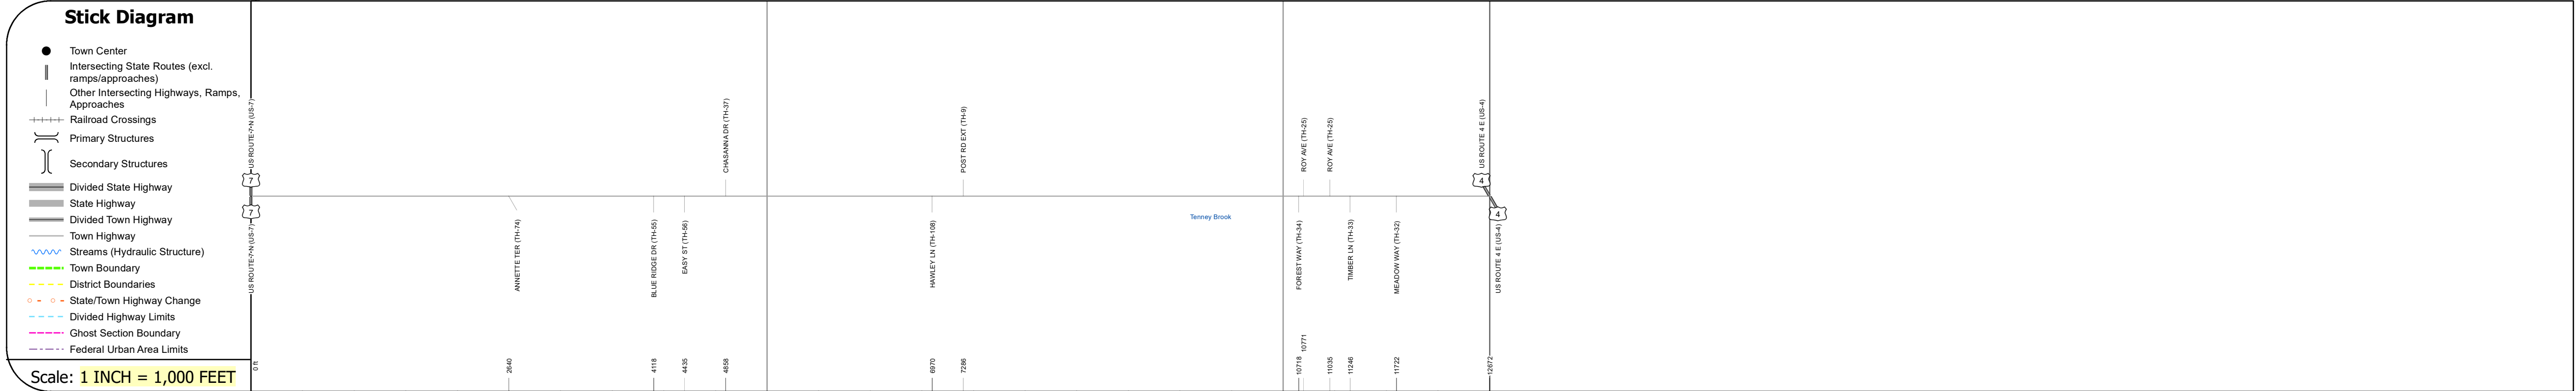 Stick Diagram
Town Center
Intersecting State Routes (excl.
ramps/approaches)
Other Intersecting Highways, Ramps,
Approaches
Railroad Crossings
Primary Structures
Secondary Structures
Divided State Highway
State Highway
Divided Town Highway
Town Highway
Streams (Hydraulic Structure)
Town Boundary
District Boundaries
State/Town Highway Change
Divided Highway Limits
Ghost Section Boundary
Federal Urban Area Limits
Scale: 1 INCH = 1,000 FEET
US ROUTE-7-N (US-7)
7
7
US ROUTE-7-N (US-7)
0 ft
ANNETTE TER (TH-74)
2640
BLUE RIDGE DR (TH-55)
4118
EASY ST (TH-56)
4435
CHASANNA DR (TH-37)
4858
HAWLEY LN (TH-108)
6970
POST RD EXT (TH-9)
7286
Tenney Brook
FOREST WAY (TH-34)
10718
ROY AVE (TH-25)
10771
ROY AVE (TH-25)
11035
TIMBER LN (TH-33)
11246
MEADOW WAY (TH-32)
11722
US ROUTE 4 E (US-4)
4
4
US ROUTE 4 E (US-4)
12672